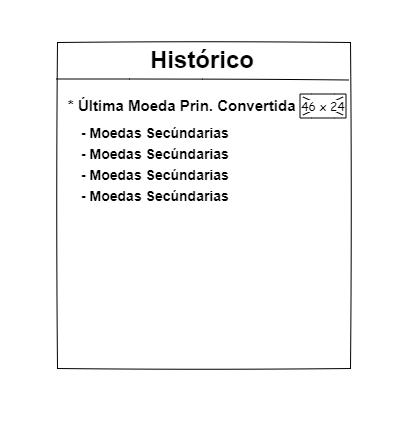 Histórico
* Última Moeda Prin. Convertida 46 x 24
- Moedas Secúndarias
- Moedas Secúndarias
- Moedas Secúndarias
- Moedas Secúndarias